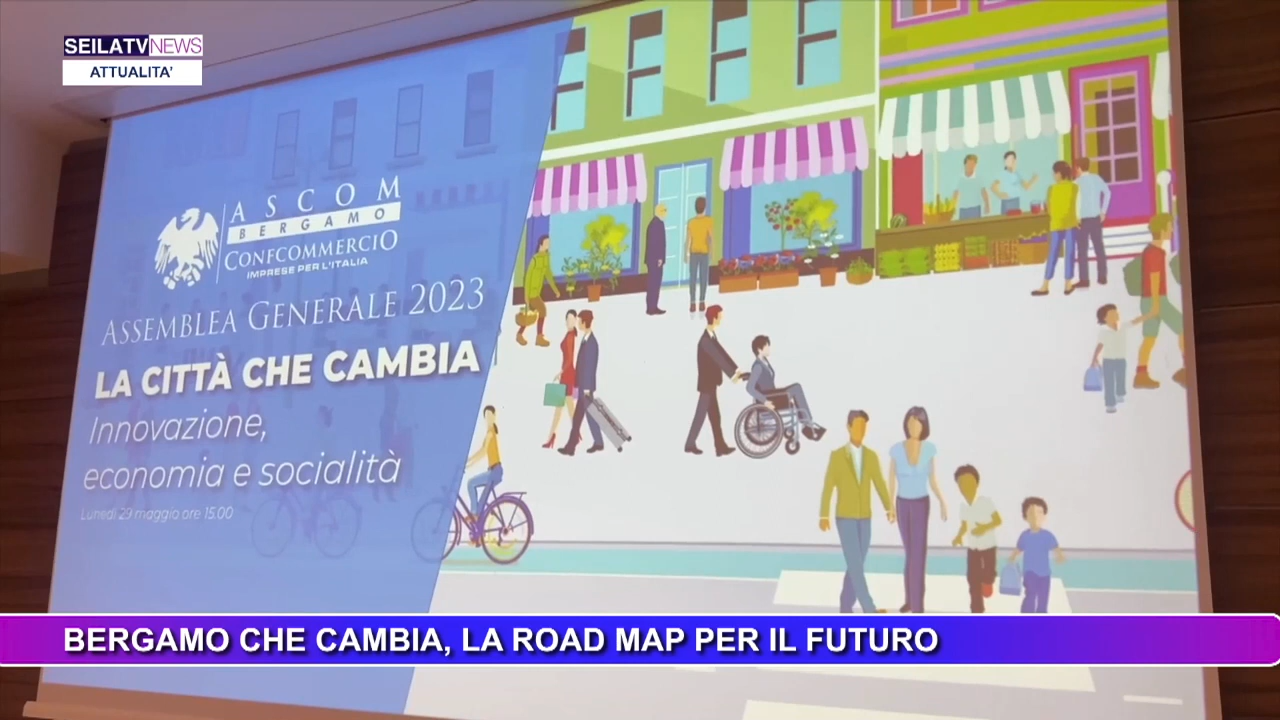 SEILATVNEWS
ATTUALITA'
ASCOM
BERGAMO
CONFCOMMERCIO
IMPRESE PER L'ITALIA
ASSEMBLEA GENERALE 2023
LA CITTÀ CHE CAMBIA
Innovazione,
economia e socialità
Lunedì 29 maggio ore 15.00
BERGAMO CHE CAMBIA, LA ROAD MAP PER IL FUTURO